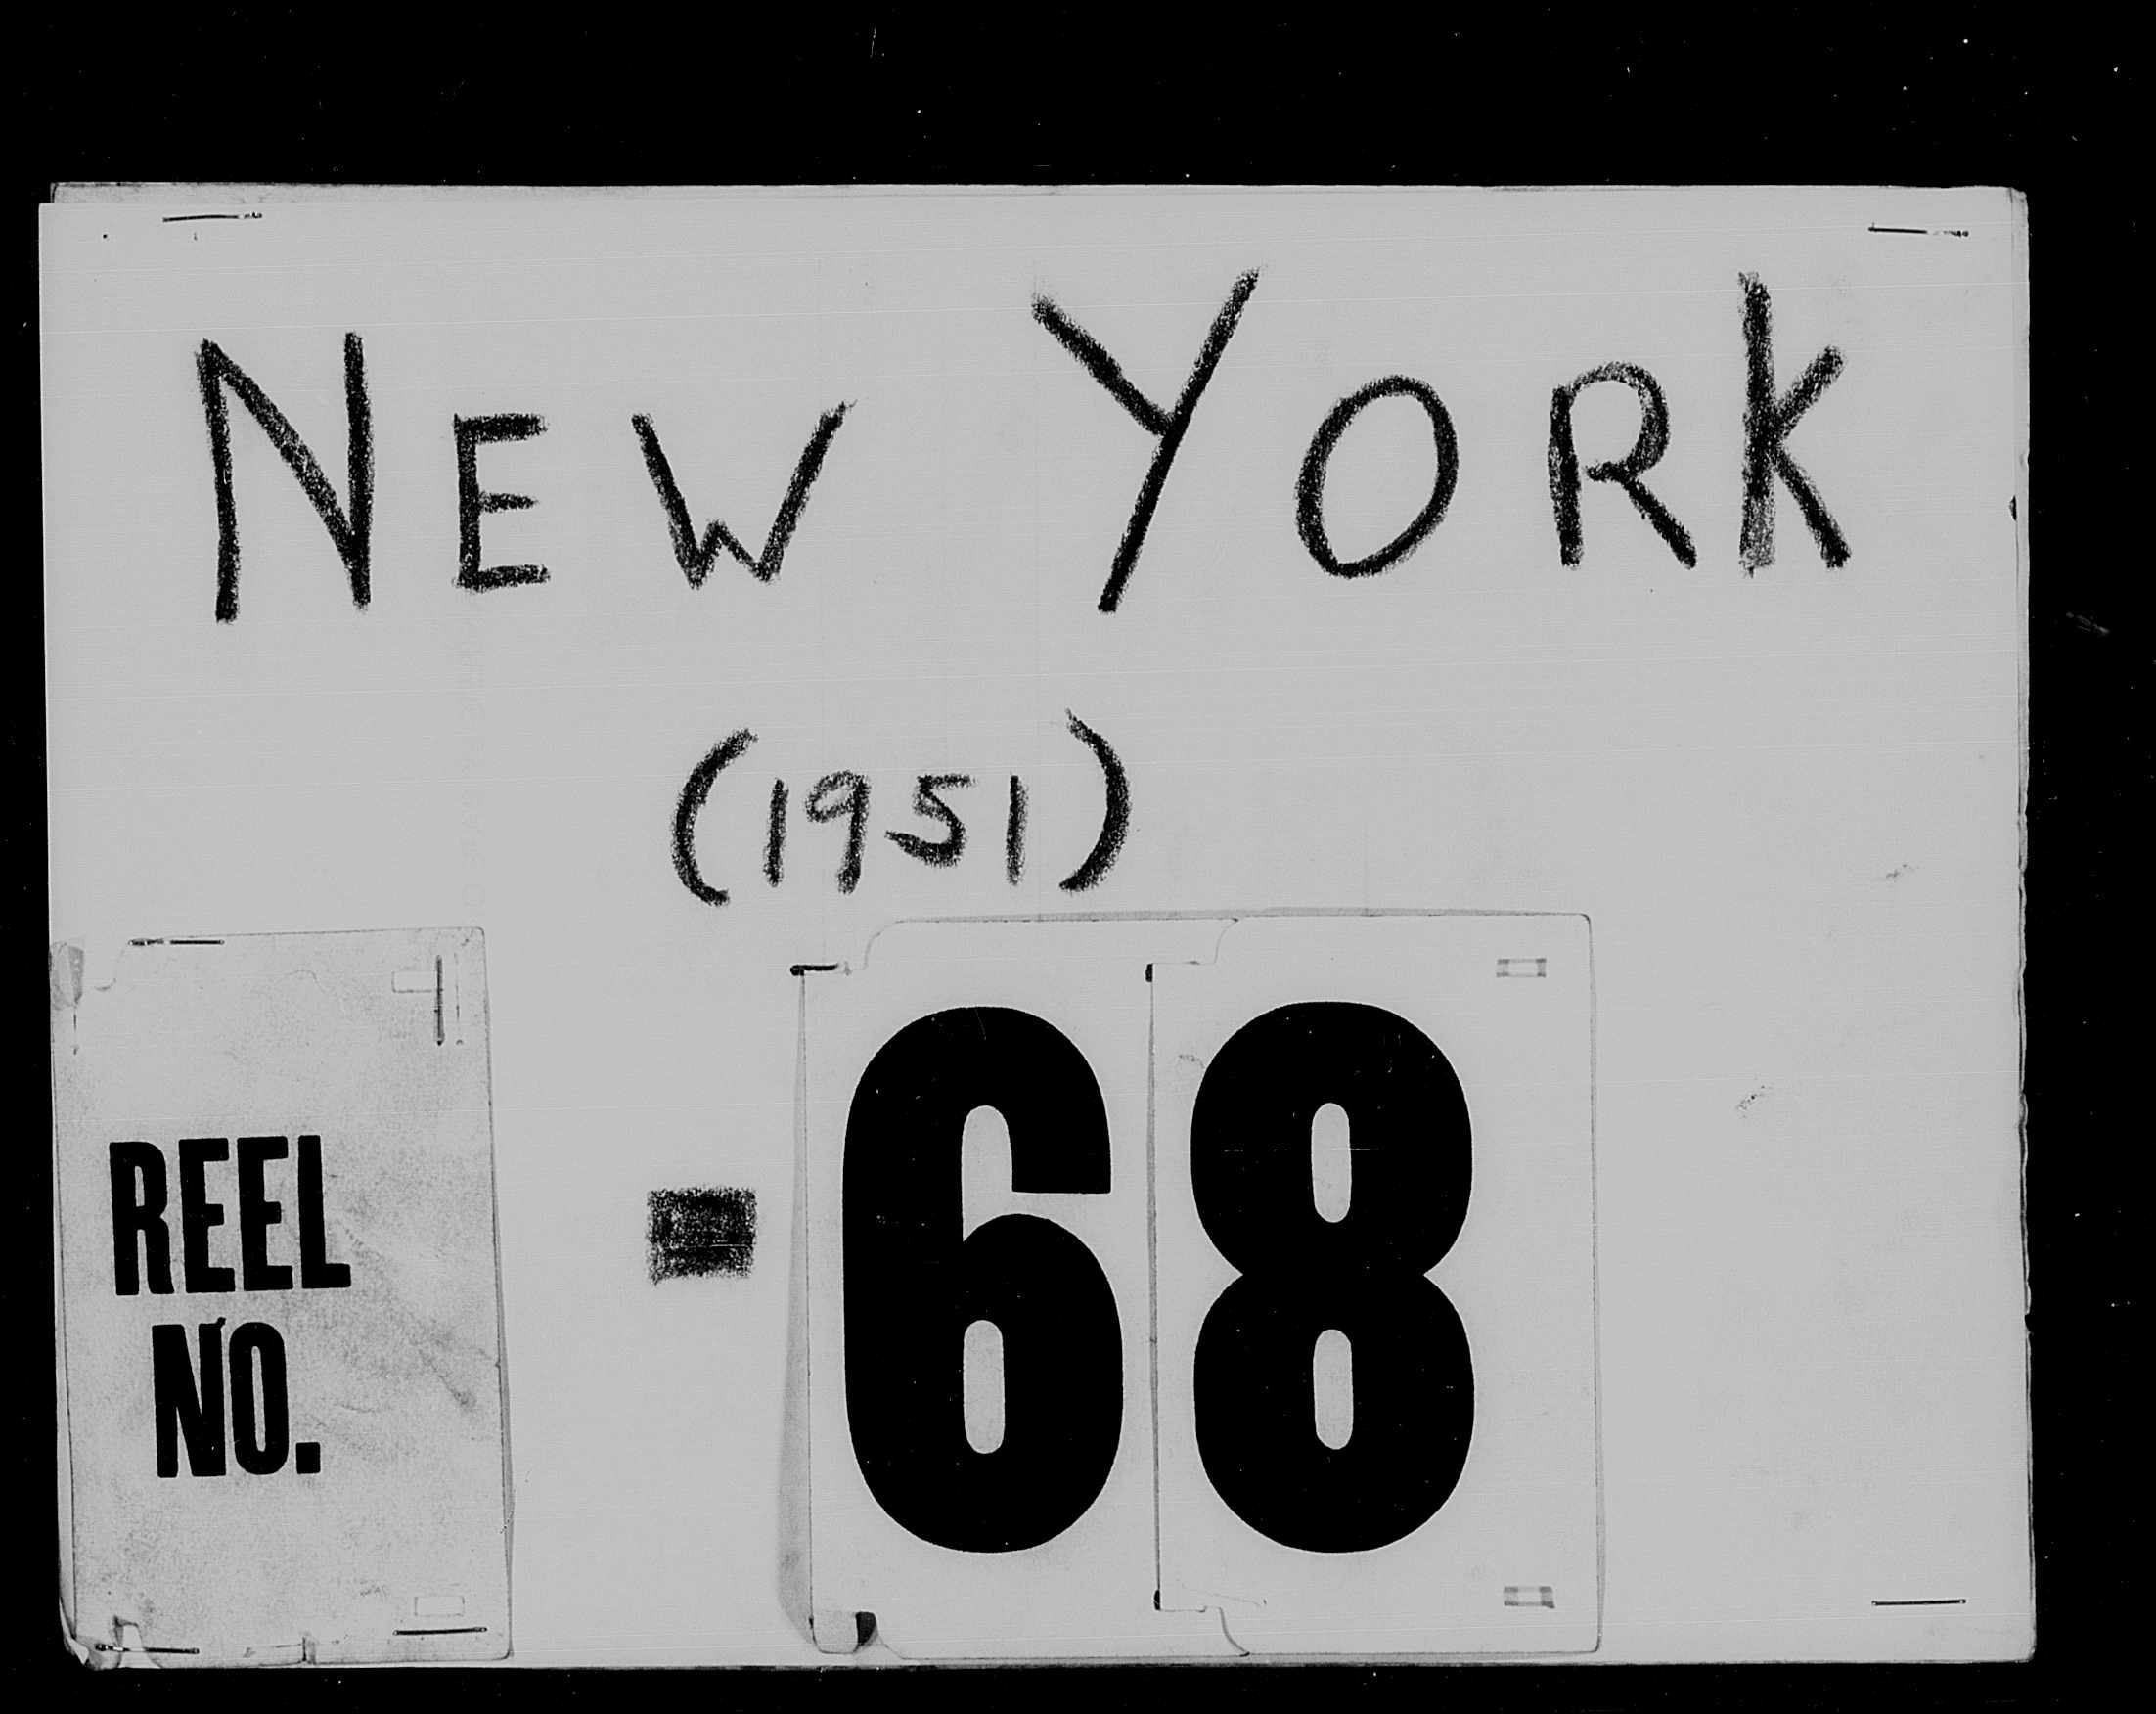 NEW YORK
(1951)
REEL
NO.
- 68